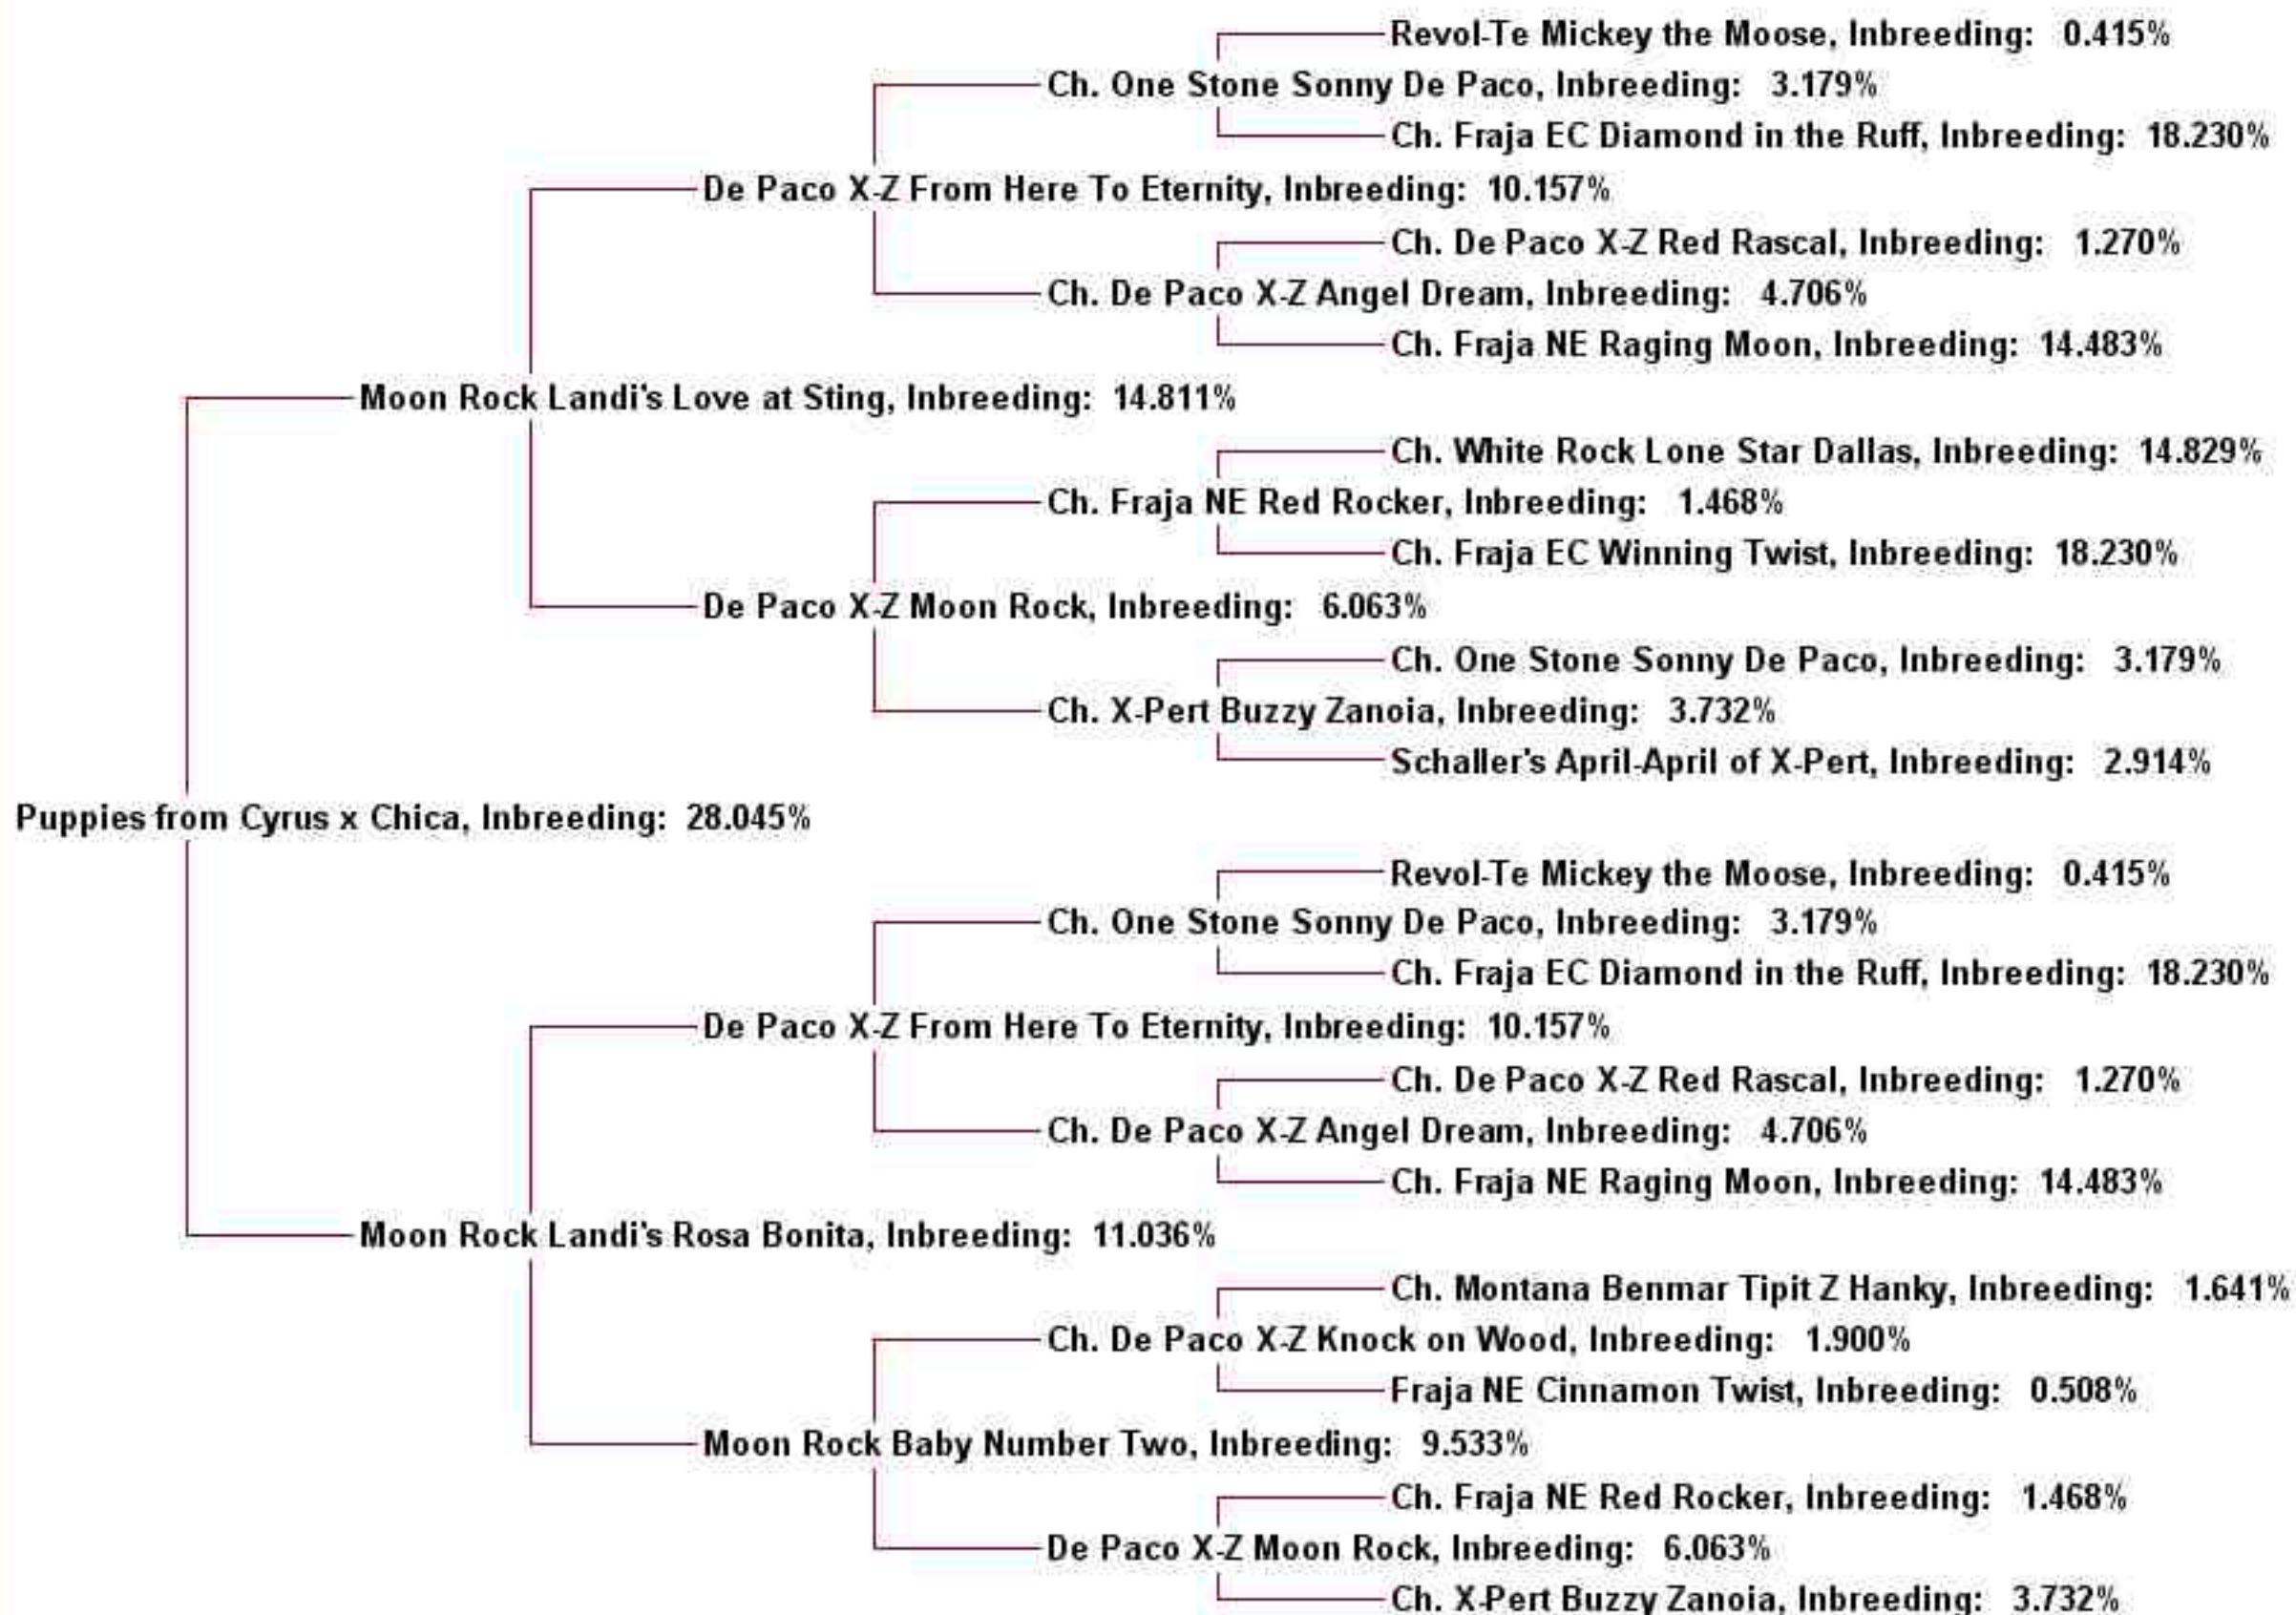 Revol-Te Mickey the Moose, Inbreeding: 0.415%
Ch. One Stone Sonny De Paco, Inbreeding: 3.179%
Ch. Fraja EC Diamond in the Ruff, Inbreeding: 18.230%
De Paco X-Z From Here To Eternity, Inbreeding: 10.157%
Ch. De Paco X-Z Red Rascal, Inbreeding: 1.270%
Ch. De Paco X-Z Angel Dream, Inbreeding: 4.706%
Ch. Fraja NE Raging Moon, Inbreeding: 14.483%
Moon Rock Landi's Love at Sting, Inbreeding: 14.811%
Ch. White Rock Lone Star Dallas, Inbreeding: 14.829%
Ch. Fraja NE Red Rocker, Inbreeding: 1.468%
Ch. Fraja EC Winning Twist, Inbreeding: 18.230%
De Paco X-Z Moon Rock, Inbreeding: 6.063%
Ch. One Stone Sonny De Paco, Inbreeding: 3.179%
Ch. X-Pert Buzzy Zanoia, Inbreeding: 3.732%
Schaller's April-April of X-Pert, Inbreeding: 2.914%
Puppies from Cyrus x Chica, Inbreeding: 28.045%
Revol-Te Mickey the Moose, Inbreeding: 0.415%
Ch. One Stone Sonny De Paco, Inbreeding: 3.179%
Ch. Fraja EC Diamond in the Ruff, Inbreeding: 18.230%
De Paco X-Z From Here To Eternity, Inbreeding: 10.157%
Ch. De Paco X-Z Red Rascal, Inbreeding: 1.270%
Ch. De Paco X-Z Angel Dream, Inbreeding: 4.706%
Ch. Fraja NE Raging Moon, Inbreeding: 14.483%
Moon Rock Landi's Rosa Bonita, Inbreeding: 11.036%
Ch. Montana Benmar Tipit Z Hanky, Inbreeding: 1.641%
Ch. De Paco X-Z Knock on Wood, Inbreeding: 1.900%
Fraja NE Cinnamon Twist, Inbreeding: 0.508%
Moon Rock Baby Number Two, Inbreeding: 9.533%
Ch. Fraja NE Red Rocker, Inbreeding: 1.468%
De Paco X-Z Moon Rock, Inbreeding: 6.063%
Ch. X-Pert Buzzy Zanoia, Inbreeding: 3.732%